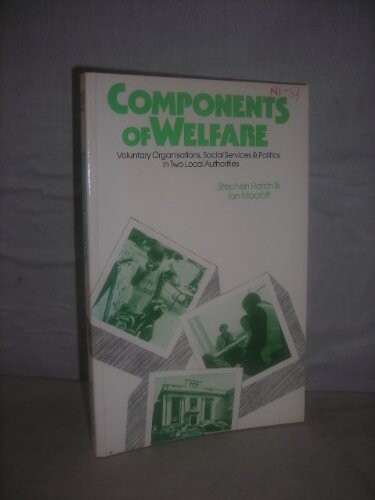 COMPONENTS
OF WELFARE
Voluntary Organisations, Social Services & Politics
in Two Local Authorities
Stephen Hatch &
Ian Mocroft